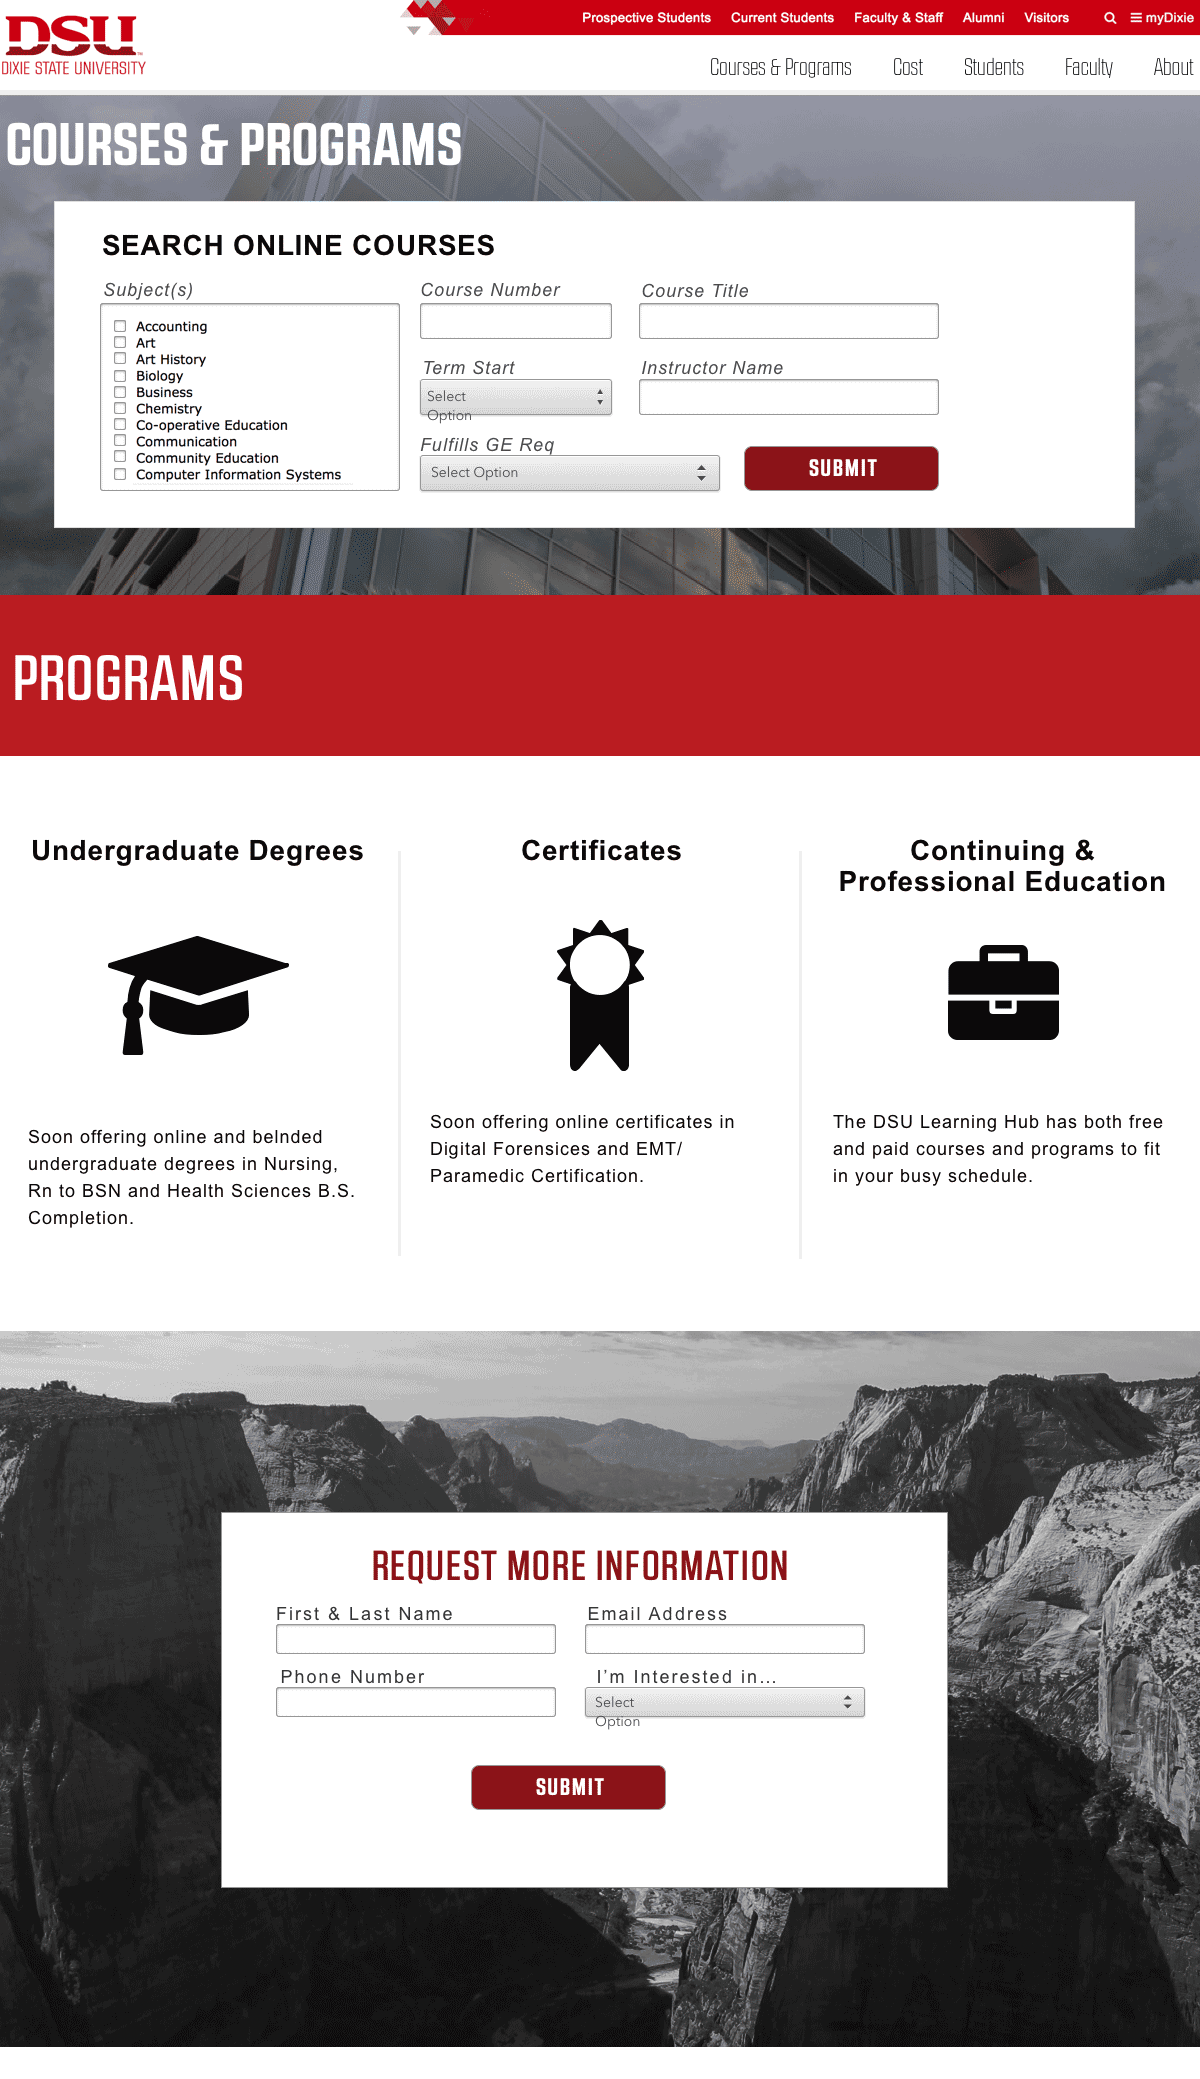 Prospective Students Current Students Faculty & Staff Alumni Visitors myDixie
DSU
DIXIE STATE UNIVERSITY
Courses & Programs Cost Students Faculty About
COURSES & PROGRAMS
SEARCH ONLINE COURSES
Subject(s)
Accounting
Art
Art History
Biology
Business
Chemistry
Co-operative Education
Communication
Community Education
Computer Information Systems
Course Number
Course Title
Term Start
Select
Option
Instructor Name
Fulfills GE Req
Select Option
SUBMIT
PROGRAMS
Undergraduate Degrees
Soon offering online and belnded
undergraduate degrees in Nursing,
Rn to BSN and Health Sciences B.S.
Completion.
Certificates
Soon offering online certificates in
Digital Forensices and EMT/
Paramedic Certification.
Continuing &
Professional Education
The DSU Learning Hub has both free
and paid courses and programs to fit
in your busy schedule.
REQUEST MORE INFORMATION
First & Last Name
Email Address
Phone Number
I'm Interested in...
Select
Option
SUBMIT